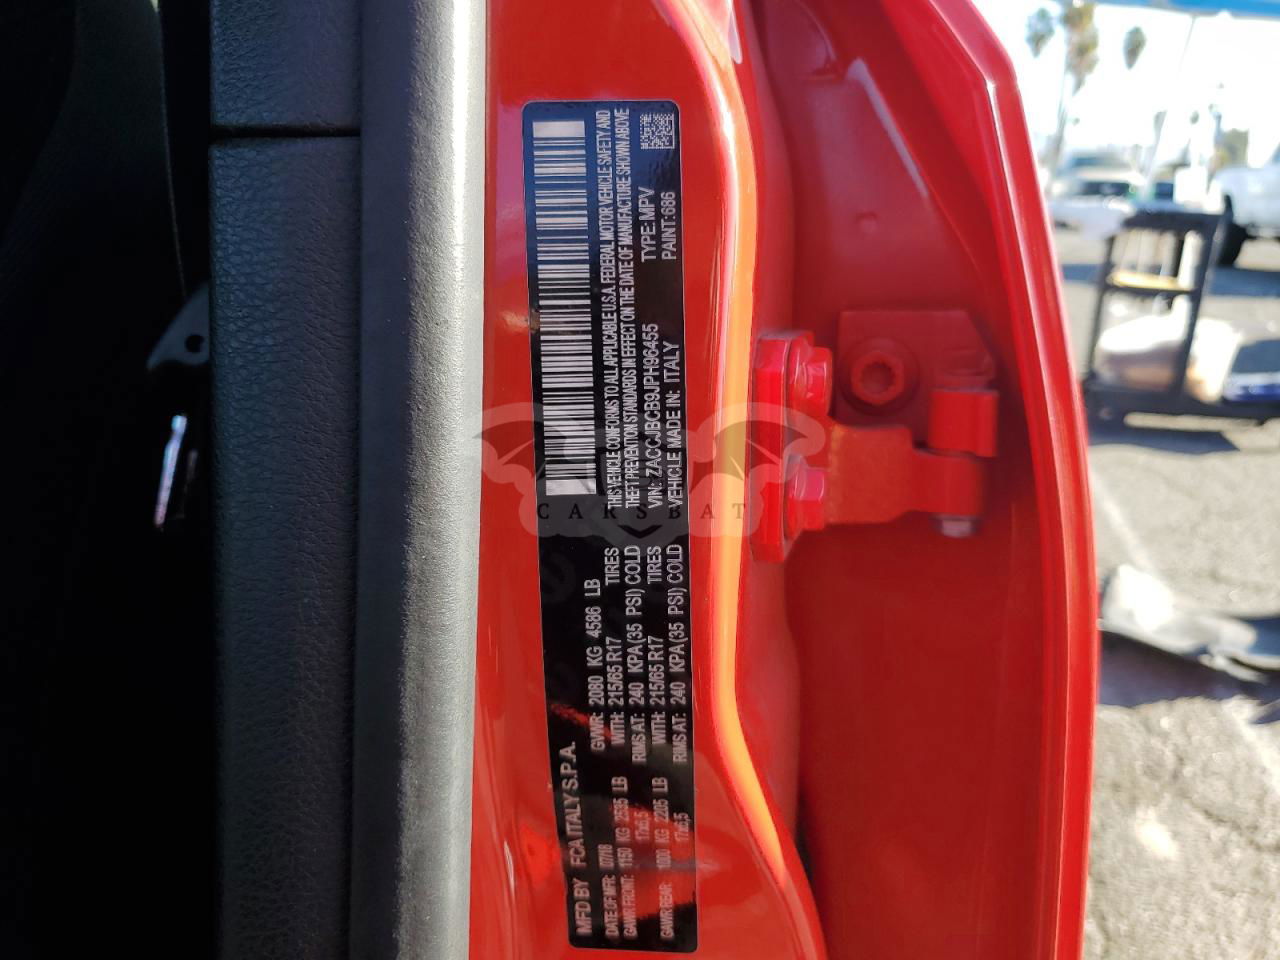 MFD BY FCA ITALY S.P.A.
DATE OF MFR: 07/18 GVWR: 2080 KG 4586 LB
GAWR FRONT: 1150 KG 2535 LB WITH: 215/65 R17 TIRES
17x6,5 RIMS AT: 240 KPA (35 PSI) COLD
GAWR REAR: 1000 KG 2205 LB WITH: 215/65 R17 TIRES
17x6,5 RIMS AT: 240 KPA (35 PSI) COLD
THIS VEHICLE CONFORMS TO ALL APPLICABLE U.S.A. FEDERAL MOTOR VEHICLE SAFETY AND
THEFT PREVENTION STANDARDS IN EFFECT ON THE DATE OF MANUFACTURE SHOWN ABOVE
VIN: ZACCJBCB9JPH96455 TYPE: MPV
VEHICLE MADE IN: ITALY PAINT:686
CARSBAT